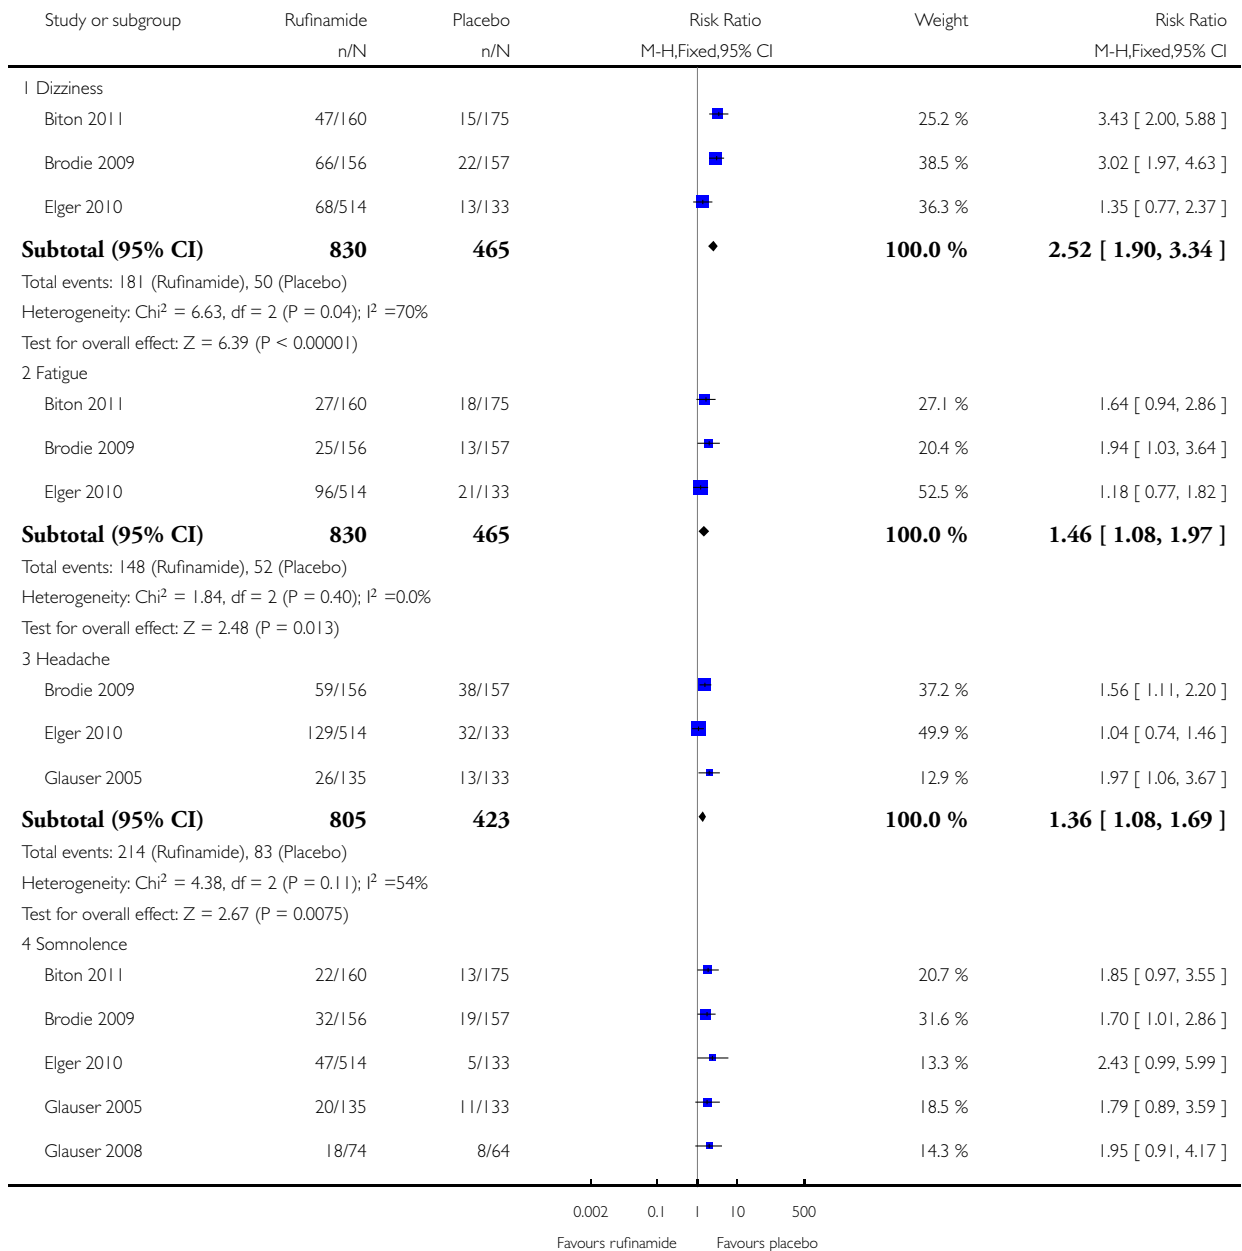 Study or subgroup Rufinamide Placebo Risk Ratio Weight Risk Ratio
n/N n/N M-H,Fixed,95% CI M-H,Fixed,95% CI
1 Dizziness
Biton 2011 47/160 15/175 25.2 % 3.43 [ 2.00, 5.88 ]
Brodie 2009 66/156 22/157 38.5 % 3.02 [ 1.97, 4.63 ]
Elger 2010 68/514 13/133 36.3 % 1.35 [ 0.77, 2.37 ]
Subtotal (95% CI) 830 465 100.0 % 2.52 [ 1.90, 3.34 ]
Total events: 181 (Rufinamide), 50 (Placebo)
Heterogeneity: Chi² = 6.63, df = 2 (P = 0.04); I² =70%
Test for overall effect: Z = 6.39 (P < 0.00001)
2 Fatigue
Biton 2011 27/160 18/175 27.1 % 1.64 [ 0.94, 2.86 ]
Brodie 2009 25/156 13/157 20.4 % 1.94 [ 1.03, 3.64 ]
Elger 2010 96/514 21/133 52.5 % 1.18 [ 0.77, 1.82 ]
Subtotal (95% CI) 830 465 100.0 % 1.46 [ 1.08, 1.97 ]
Total events: 148 (Rufinamide), 52 (Placebo)
Heterogeneity: Chi² = 1.84, df = 2 (P = 0.40); I² =0.0%
Test for overall effect: Z = 2.48 (P = 0.013)
3 Headache
Brodie 2009 59/156 38/157 37.2 % 1.56 [ 1.11, 2.20 ]
Elger 2010 129/514 32/133 49.9 % 1.04 [ 0.74, 1.46 ]
Glauser 2005 26/135 13/133 12.9 % 1.97 [ 1.06, 3.67 ]
Subtotal (95% CI) 805 423 100.0 % 1.36 [ 1.08, 1.69 ]
Total events: 214 (Rufinamide), 83 (Placebo)
Heterogeneity: Chi² = 4.38, df = 2 (P = 0.11); I² =54%
Test for overall effect: Z = 2.67 (P = 0.0075)
4 Somnolence
Biton 2011 22/160 13/175 20.7 % 1.85 [ 0.97, 3.55 ]
Brodie 2009 32/156 19/157 31.6 % 1.70 [ 1.01, 2.86 ]
Elger 2010 47/514 5/133 13.3 % 2.43 [ 0.99, 5.99 ]
Glauser 2005 20/135 11/133 18.5 % 1.79 [ 0.89, 3.59 ]
Glauser 2008 18/74 8/64 14.3 % 1.95 [ 0.91, 4.17 ]
0.002 0.1 1 10 500
Favours rufinamide Favours placebo